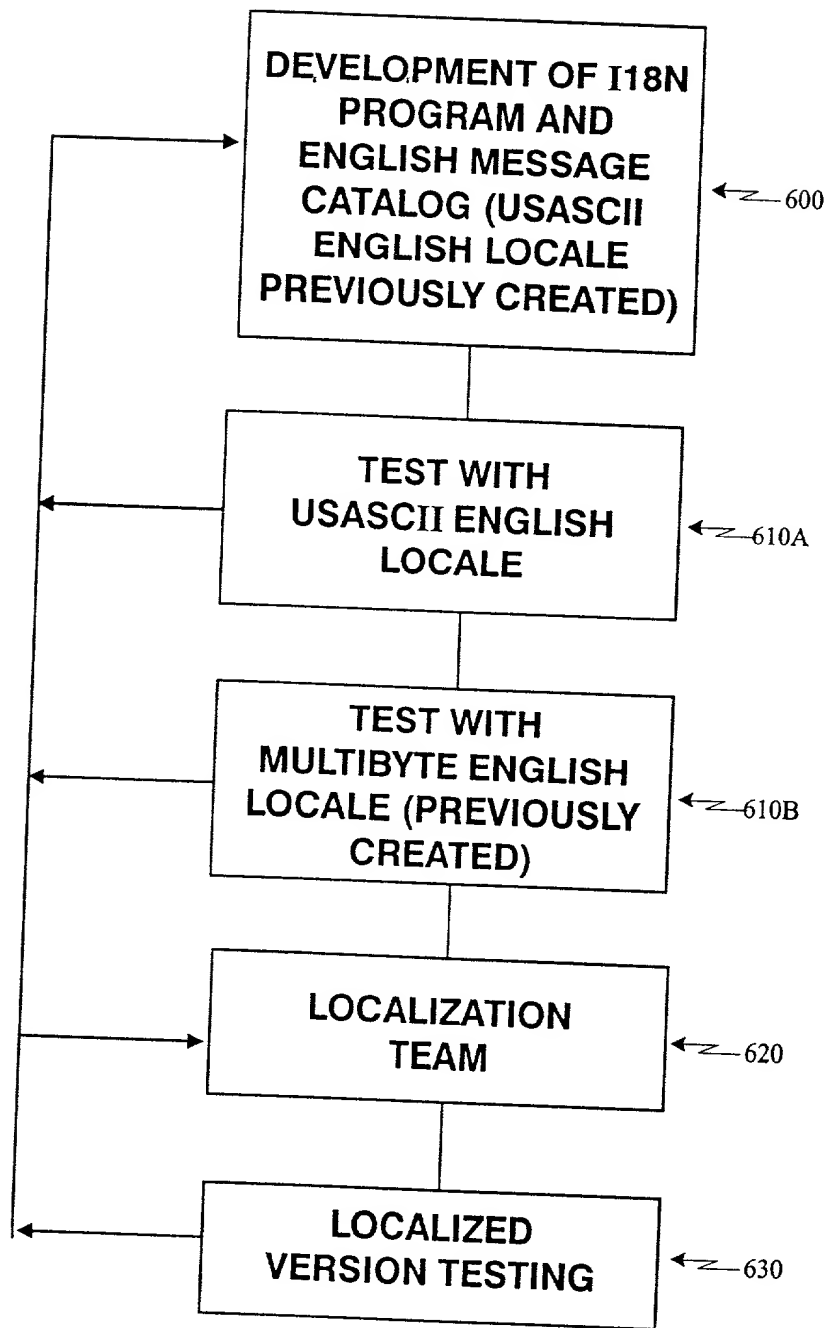 DEVELOPMENT OF I18N
PROGRAM AND
ENGLISH MESSAGE
CATALOG (USASCII
ENGLISH LOCALE
PREVIOUSLY CREATED)
600
TEST WITH
USASCII ENGLISH
LOCALE
610A
TEST WITH
MULTIBYTE ENGLISH
LOCALE (PREVIOUSLY
CREATED)
610B
LOCALIZATION
TEAM
620
LOCALIZED
VERSION TESTING
630